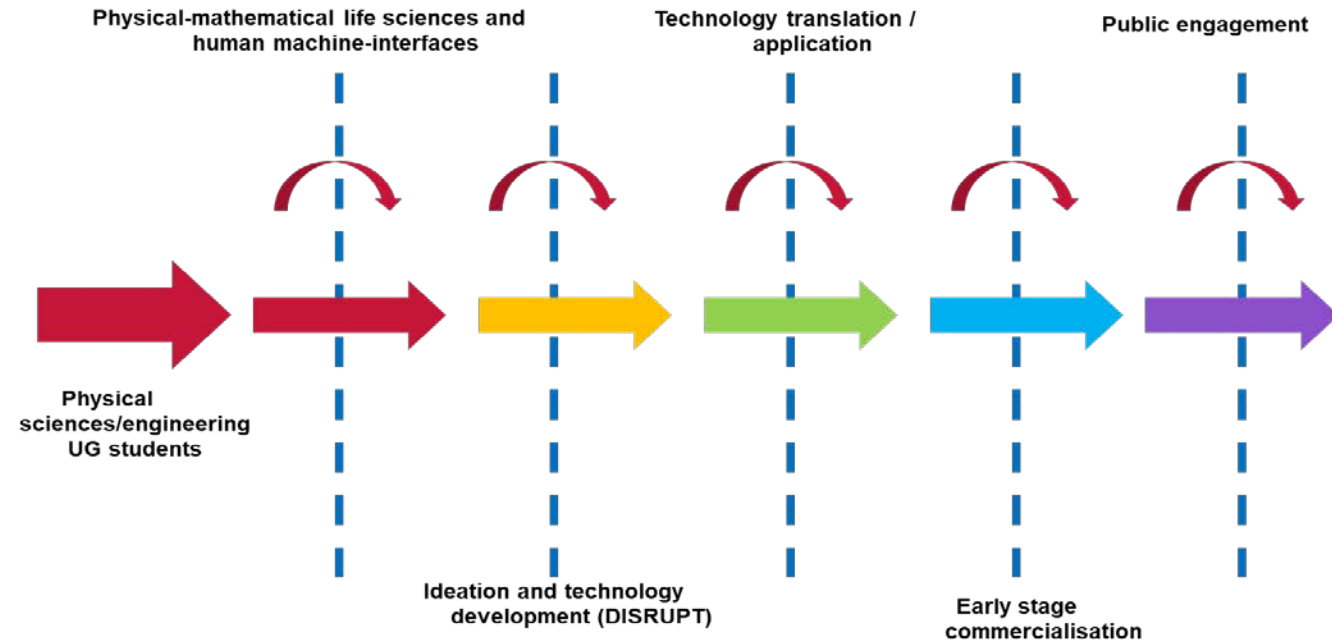 Physical-mathematical life sciences and
human machine-interfaces
Technology translation /
application
Public engagement
Physical
sciences/engineering
UG students
Ideation and technology
development (DISRUPT)
Early stage
commercialisation